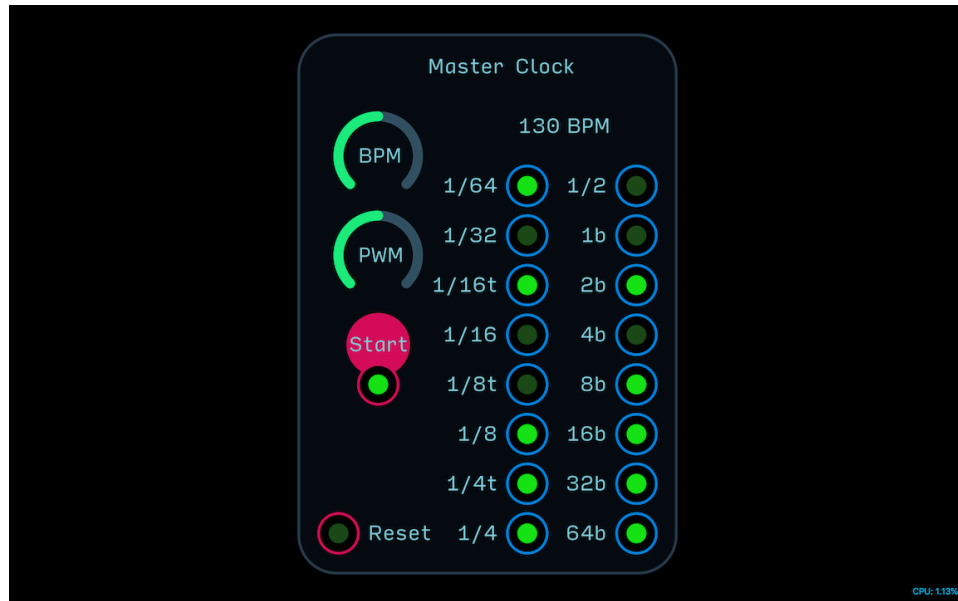 Master Clock
130 BPM
BPM
1/64 1/2
1/32 1b
PWM
1/16t 2b
1/16 4b
Start
1/8t 8b
1/8 16b
1/4t 32b
Reset 1/4 64b
CPU: 1.13%